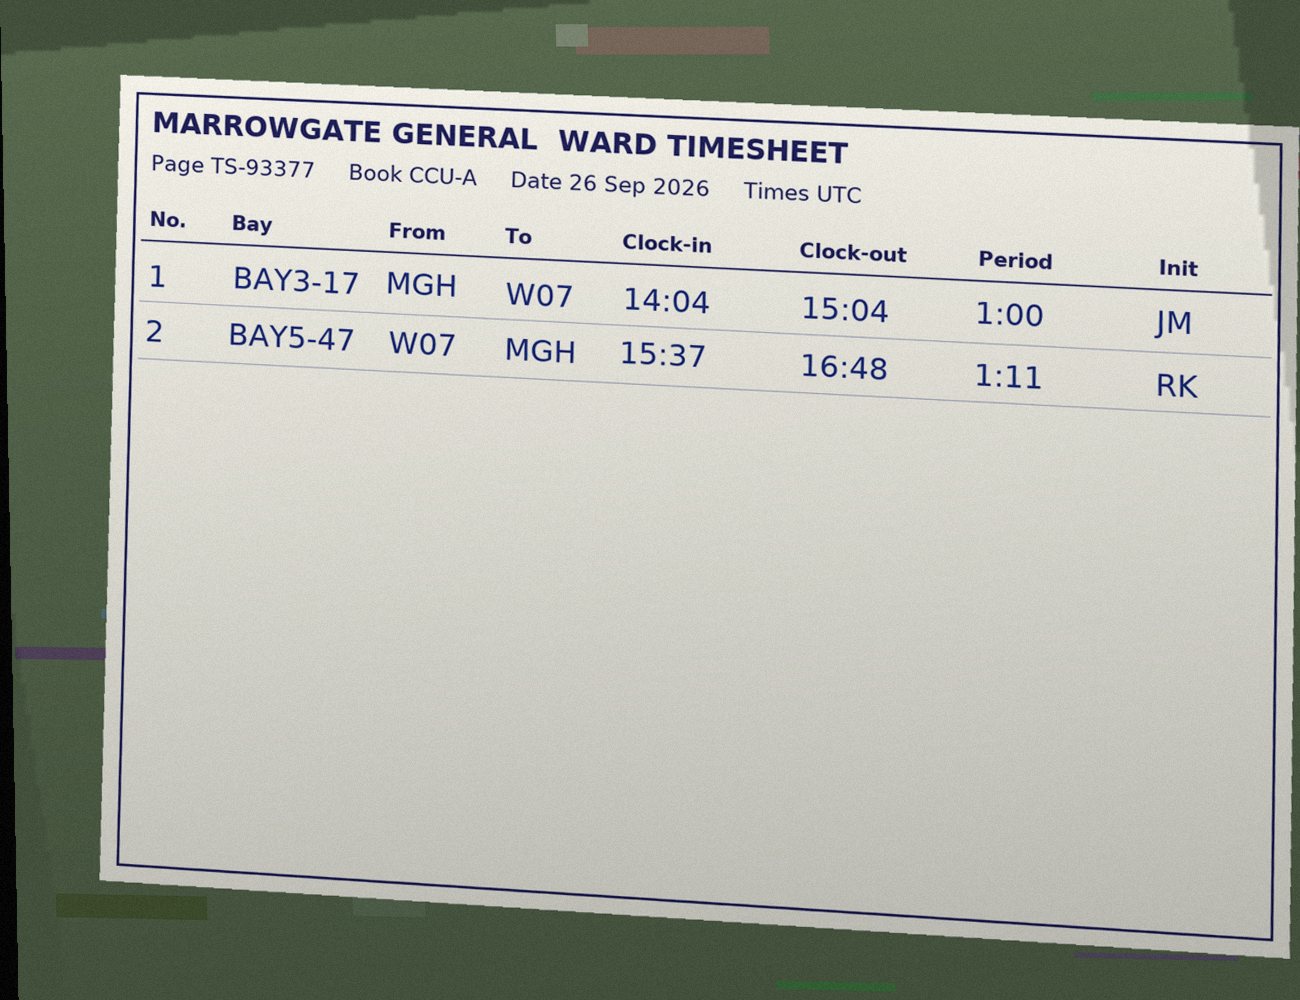 MARROWGATE GENERAL WARD TIMESHEET
Page TS-93377 Book CCU-A Date 26 Sep 2026 Times UTC
No. Bay From To Clock-in Clock-out Period Init
1 BAY3-17 MGH W07 14:04 15:04 1:00 JM
2 BAY5-47 W07 MGH 15:37 16:48 1:11 RK